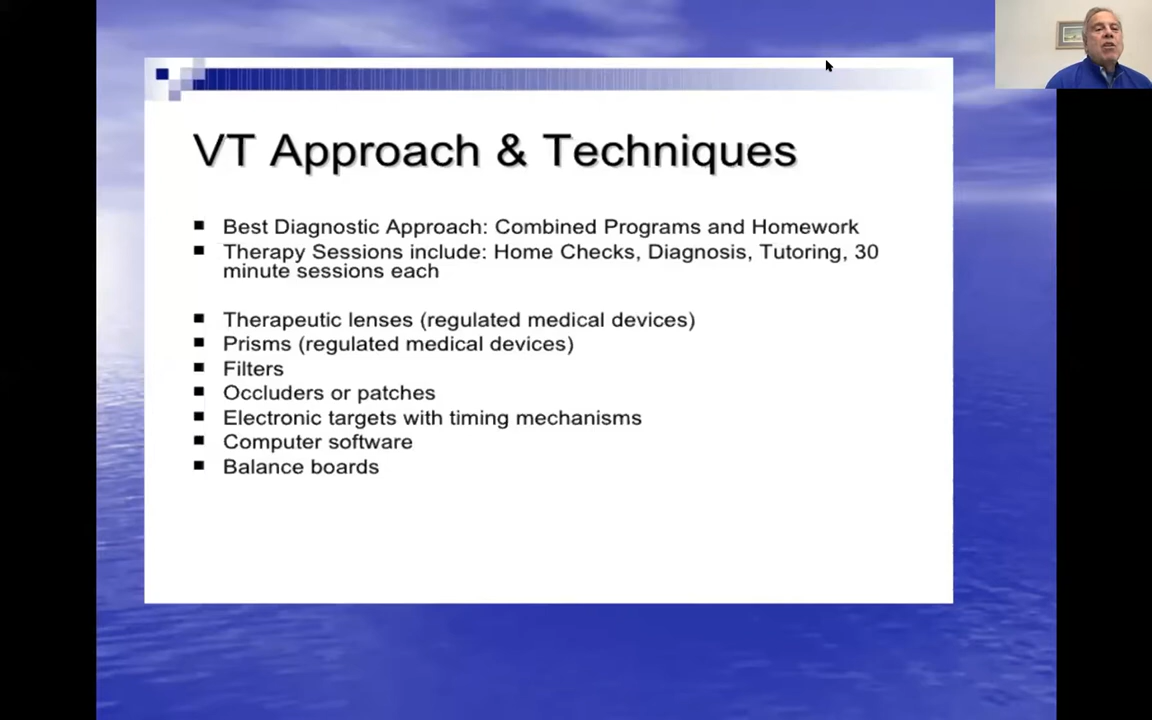 VT Approach & Techniques
Best Diagnostic Approach: Combined Programs and Homework
Therapy Sessions include: Home Checks, Diagnosis, Tutoring, 30
minute sessions each
Therapeutic lenses (regulated medical devices)
Prisms (regulated medical devices)
Filters
Occluders or patches
Electronic targets with timing mechanisms
Computer software
Balance boards